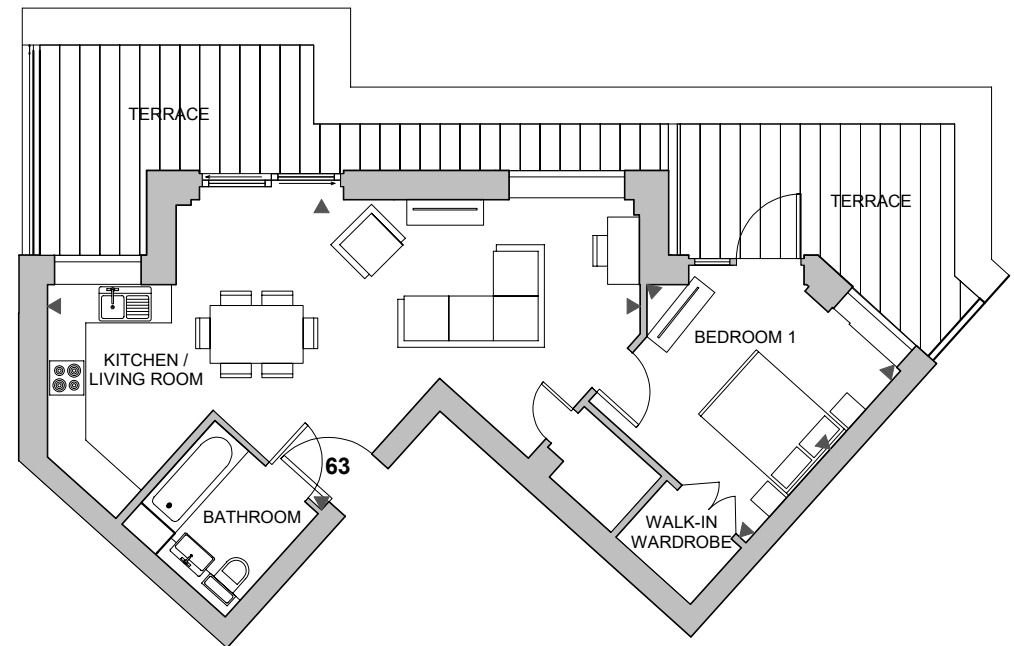 TERRACE
TERRACE
BEDROOM 1
KITCHEN /
LIVING ROOM
63
BATHROOM
WALK-IN
WARDROBE